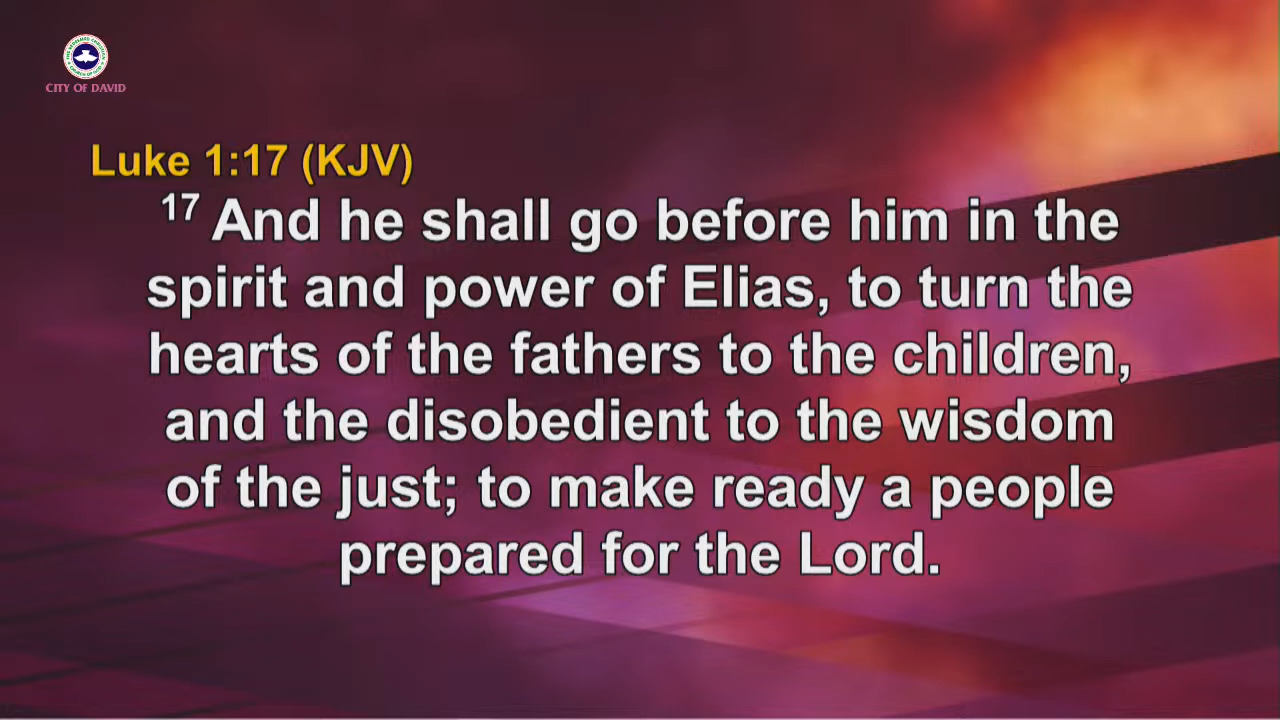 CITY OF DAVID
Luke 1:17 (KJV)
17 And he shall go before him in the
spirit and power of Elias, to turn the
hearts of the fathers to the children,
and the disobedient to the wisdom
of the just; to make ready a people
prepared for the Lord.